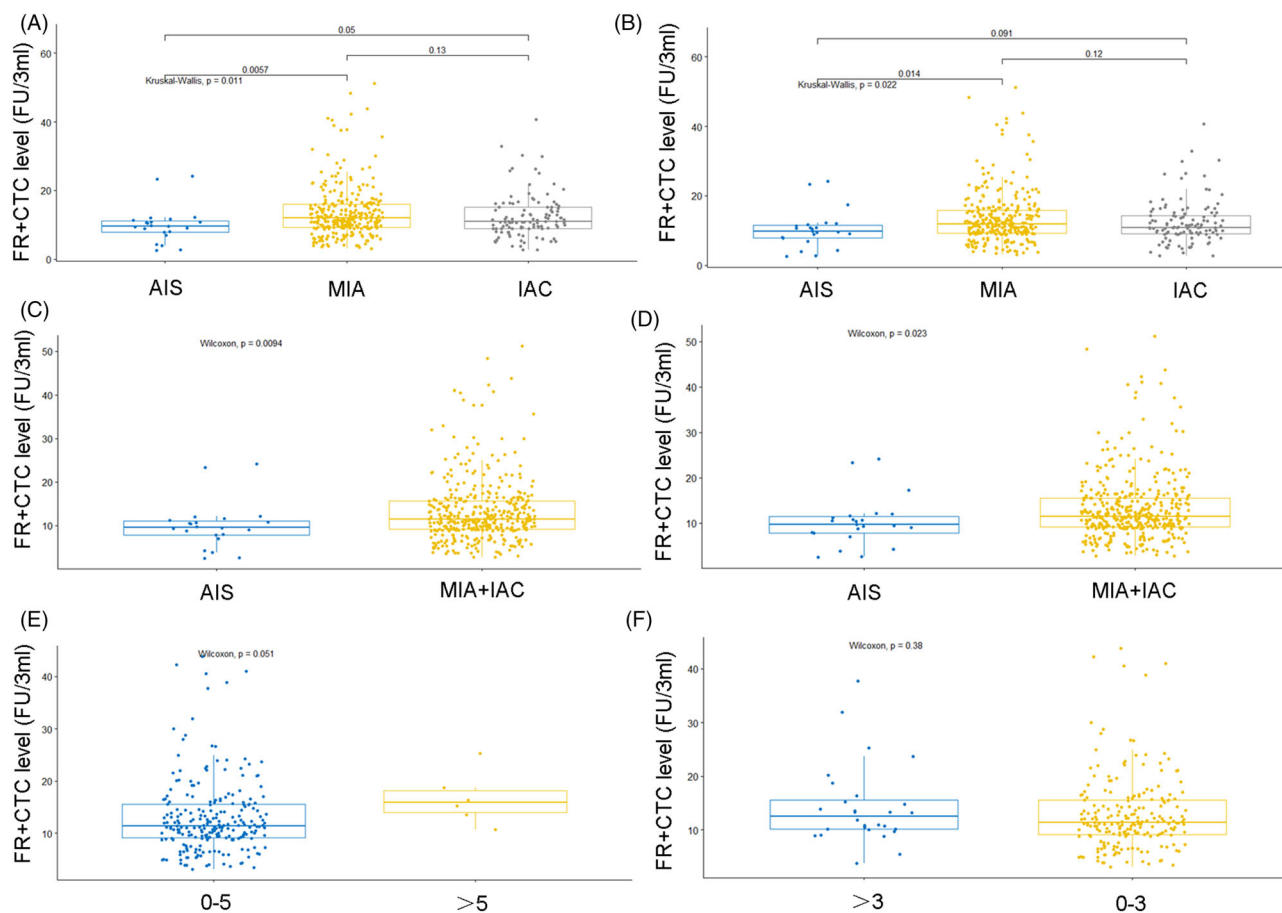 (A)
0.05
0.13
0.0057
Kruskal-Wallis, p = 0.011
FR+CTC level (FU/3ml)
60
40
20
0
AIS MIA IAC
(B)
0.091
0.12
0.014
Kruskal-Wallis, p = 0.022
FR+CTC level (FU/3ml)
60
40
20
0
AIS MIA IAC
(C)
Wilcoxon, p = 0.0094
FR+CTC level (FU/3ml)
50
40
30
20
10
AIS MIA+IAC
(D)
Wilcoxon, p = 0.023
FR+CTC level (FU/3ml)
50
40
30
20
10
AIS MIA+IAC
(E)
Wilcoxon, p = 0.051
FR+CTC level (FU/3ml)
40
30
20
10
0-5 >5
(F)
Wilcoxon, p = 0.38
FR+CTC level (FU/3ml)
40
30
20
10
>3 0-3